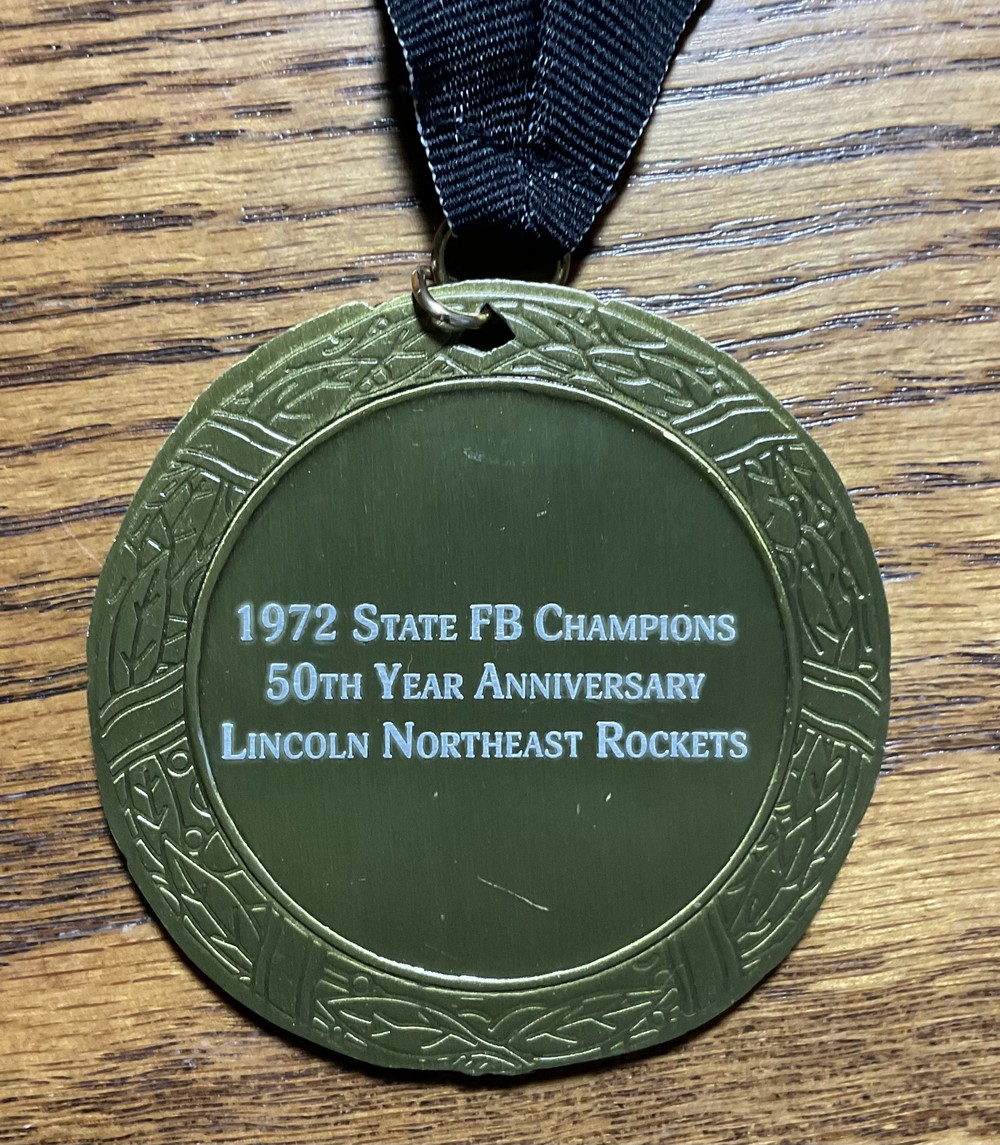 1972 State FB Champions
50th Year Anniversary
Lincoln Northeast Rockets